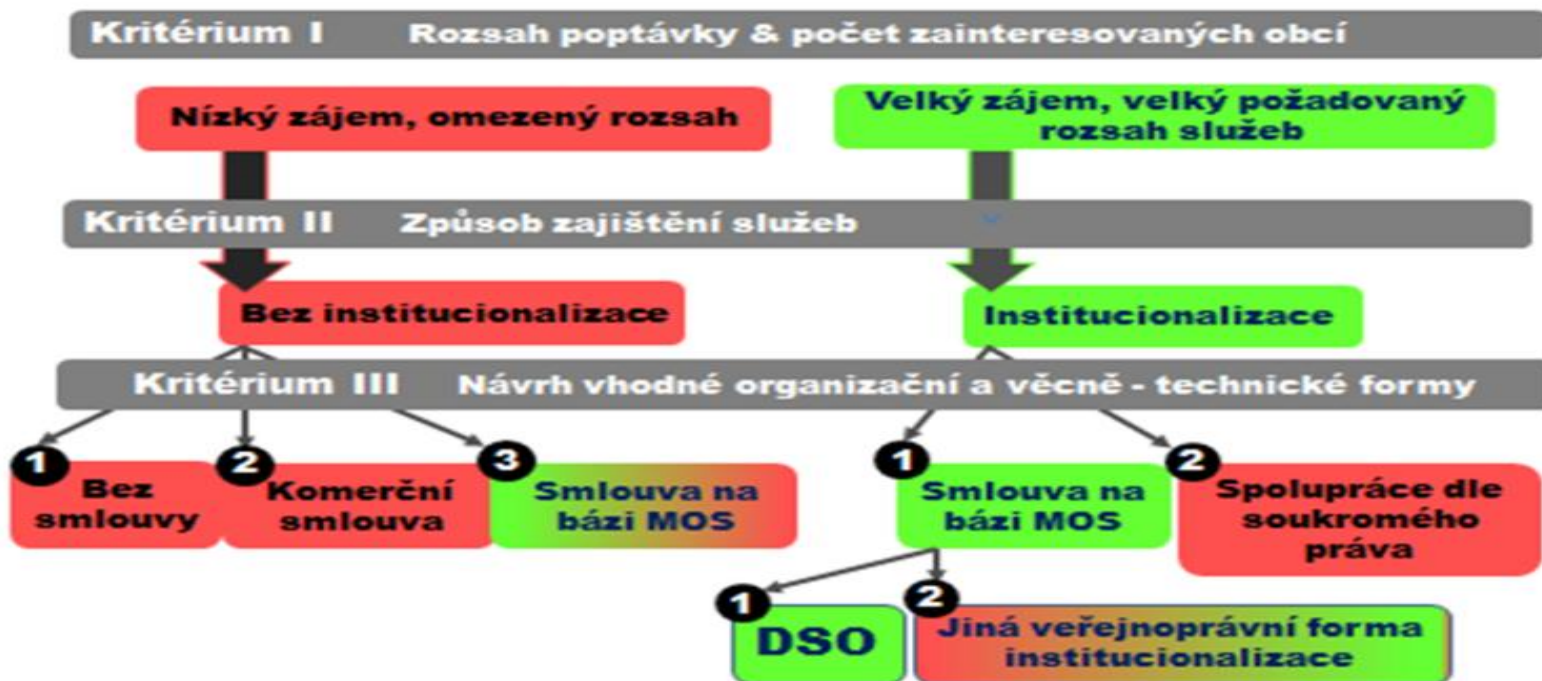 Kritérium I Rozsah poptávky & počet zainteresovaných obcí
Nízký zájem, omezený rozsah
Velký zájem, velký požadovaný
rozsah služeb
Kritérium II Způsob zajištění služeb
Bez institucionalizace
Institucionalizace
Kritérium III Návrh vhodné organizační a věcně - technické formy
1
Bez
smlouvy
2
Komerční
smlouva
3
Smlouva na
bázi MOS
1
Smlouva na
bázi MOS
2
Spolupráce dle
soukromého
práva
1
DSO
2
Jiná veřejnoprávní forma
institucionalizace